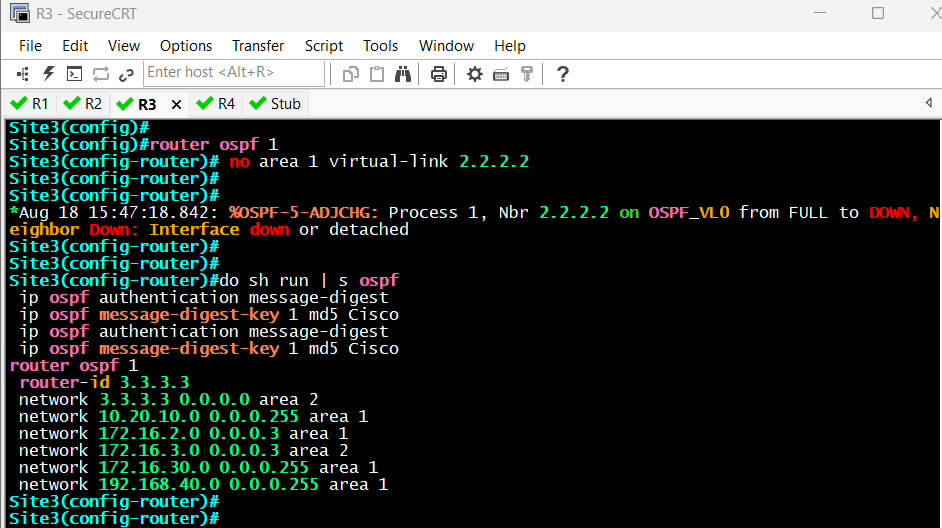 R3 - SecureCRT
File Edit View Options Transfer Script Tools Window Help
Enter host <Alt+R>
R1 R2 R3 R4 Stub
Site3(config)#
Site3(config)#router ospf 1
Site3(config-router)# no area 1 virtual-link 2.2.2.2
Site3(config-router)#
Site3(config-router)#
*Aug 18 15:47:18.842: %OSPF-5-ADJCHG: Process 1, Nbr 2.2.2.2 on OSPF_VL0 from FULL to DOWN, N
eighbor Down: Interface down or detached
Site3(config-router)#
Site3(config-router)#
Site3(config-router)#do sh run | s ospf
 ip ospf authentication message-digest
 ip ospf message-digest-key 1 md5 Cisco
 ip ospf authentication message-digest
 ip ospf message-digest-key 1 md5 Cisco
router ospf 1
 router-id 3.3.3.3
 network 3.3.3.3 0.0.0.0 area 2
 network 10.20.10.0 0.0.0.255 area 1
 network 172.16.2.0 0.0.0.3 area 1
 network 172.16.3.0 0.0.0.3 area 2
 network 172.16.30.0 0.0.0.255 area 1
 network 192.168.40.0 0.0.0.255 area 1
Site3(config-router)#
Site3(config-router)#